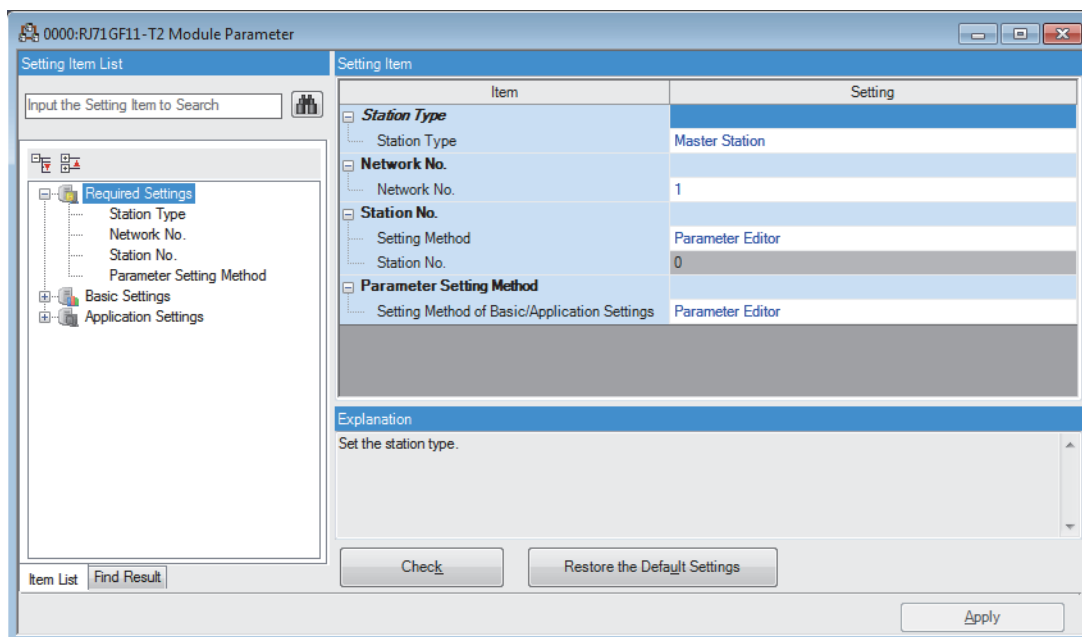 0000:RJ71GF11-T2 Module Parameter
Setting Item List
Input the Setting Item to Search
Required Settings
Station Type
Network No.
Station No.
Parameter Setting Method
Basic Settings
Application Settings
Item List
Find Result
Setting Item
Item Setting
Station Type
Station Type Master Station
Network No.
Network No. 1
Station No.
Setting Method Parameter Editor
Station No. 0
Parameter Setting Method
Setting Method of Basic/Application Settings Parameter Editor
Explanation
Set the station type.
Check Restore the Default Settings
Apply